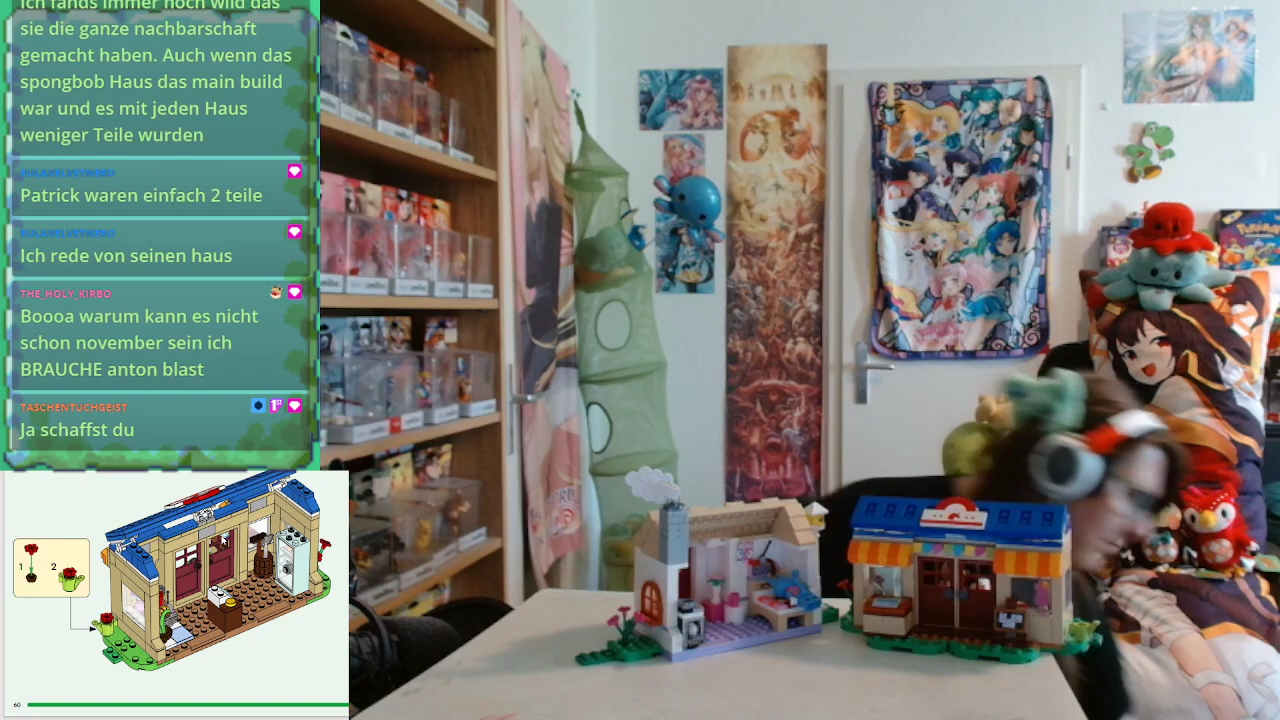 Ich fands immer noch wild das
sie die ganze nachbarschaft
gemacht haben. Auch wenn das
spongbob Haus das main build
war und es mit jeden Haus
weniger Teile wurden
Patrick waren einfach 2 teile
Ich rede von seinen haus
THE_HOLY_KIRBO
Boooa warum kann es nicht
schon november sein ich
BRAUCHE anton blast
TASCHENTUCHGEIST
Ja schaffst du
1
2
60